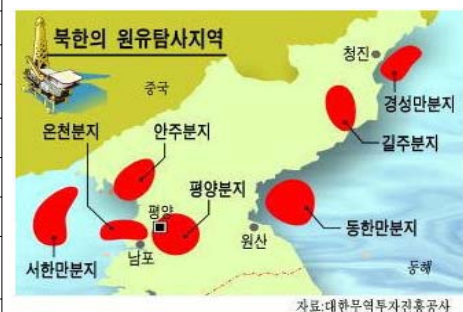 북한의 원유탐사지역
청진
중국
경성만분지
온천분지
안주분지
길주분지
평양분지
평양
동한만분지
원산
남포
서한만분지
동해
자료:대한무역투자진흥공사